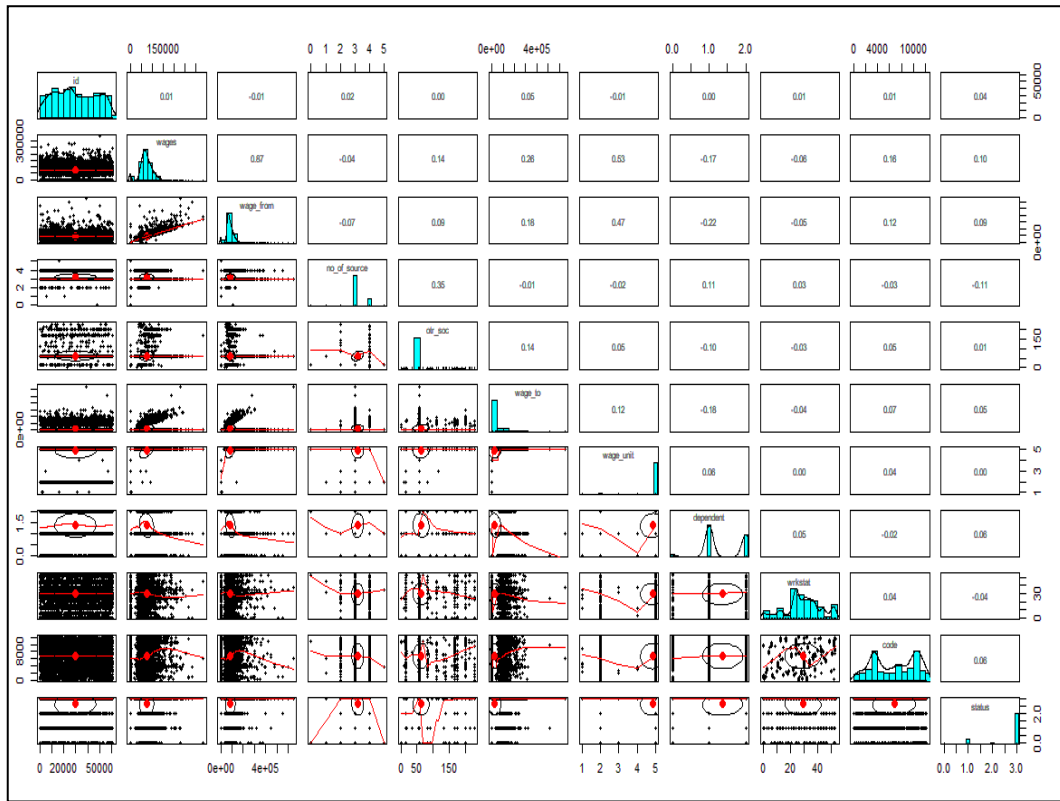 0 150000 0 1 2 3 4 5 0e+00 4e+05 0.0 1.0 2.0 0 4000 10000
id 0.01 -0.01 0.02 0.00 0.05 -0.01 0.00 0.01 0.01 0.04 0 50000
0 300000 wages 0.87 -0.04 0.14 0.26 0.53 -0.17 -0.06 0.16 0.10
wage_from -0.07 0.09 0.18 0.47 -0.22 -0.05 0.12 0.09 0e+00
0 2 4 no_of_source 0.35 -0.01 -0.02 0.11 0.03 -0.03 -0.11
olr_soc 0.14 0.05 -0.10 -0.03 0.05 0.01 0 150
0e+00 wage_to 0.12 -0.18 -0.04 0.07 0.05
wage_unit 0.06 0.00 0.04 0.00 1 3 5
0.0 1.5 dependent 0.05 -0.02 0.06
wrkstat 0.04 -0.04 0 30
0 8000 code 0.06
status 0.0 2.0
0 20000 50000 0e+00 4e+05 0 50 150 1 2 3 4 5 0 20 40 0.0 1.0 2.0 3.0